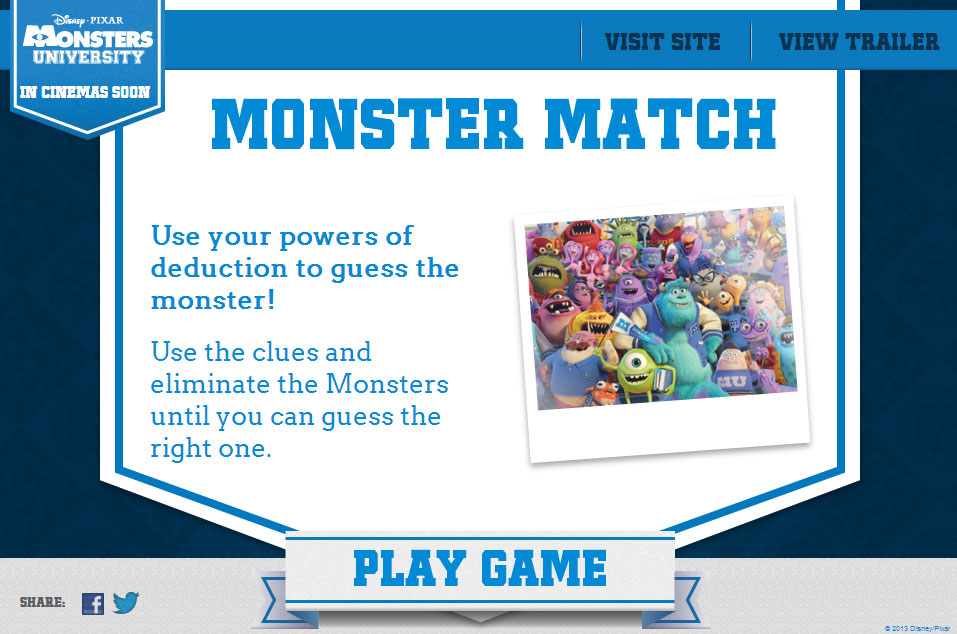 Disney · PIXAR
MONSTERS
UNIVERSITY
IN CINEMAS SOON
VISIT SITE
VIEW TRAILER
MONSTER MATCH
Use your powers of
deduction to guess the
monster!
Use the clues and
eliminate the Monsters
until you can guess the
right one.
MU
PLAY GAME
SHARE:
© 2013 Disney/Pixar